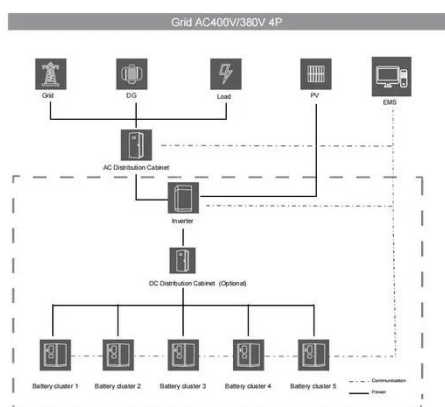 Grid AC400V/380V 4P
Grid
DG
Load
PV
EMS
AC Distribution Cabinet
Inverter
DC Distribution Cabinet (Optional)
Battery cluster 1
Battery cluster 2
Battery cluster 3
Battery cluster 4
Battery cluster 5
Communication
Power